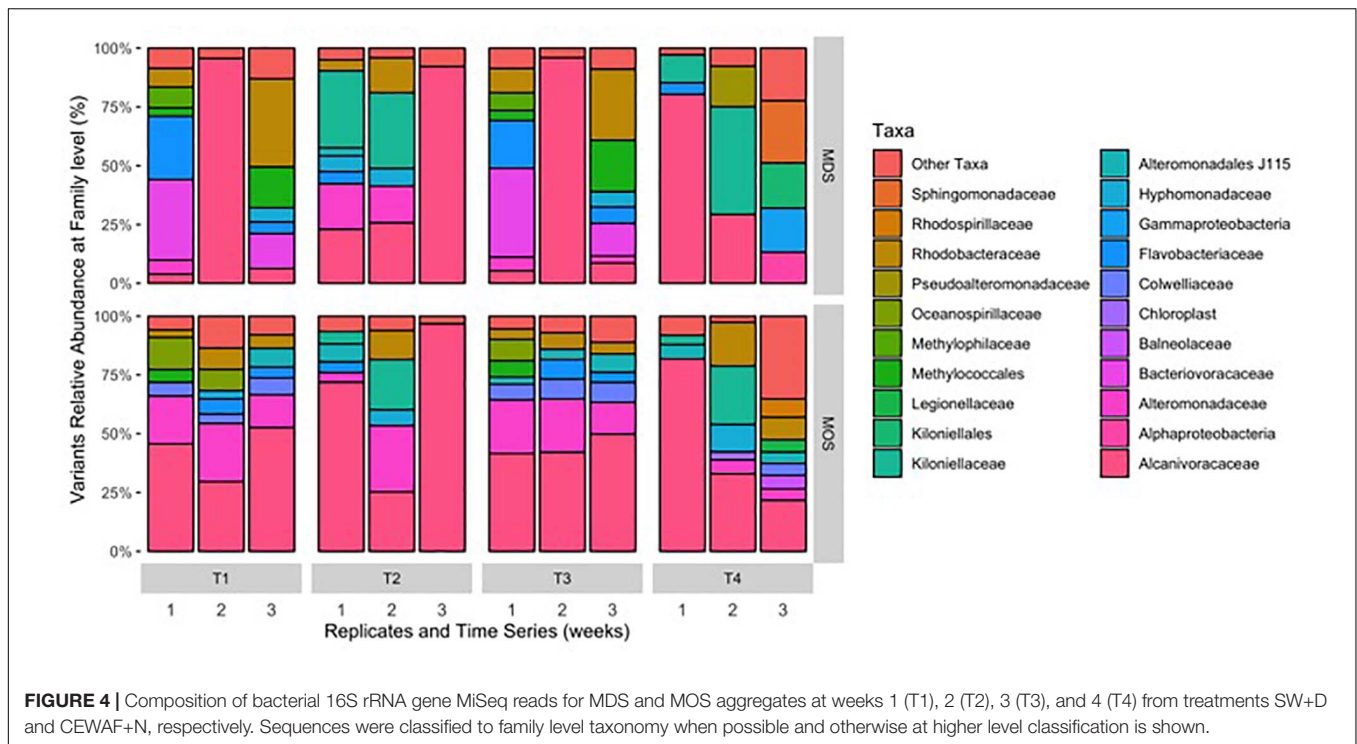 100%
75%
50%
25%
0%
MDS
100%
75%
50%
25%
0%
MOS
Variants Relative Abundance at Family level (%)
T1 T2 T3 T4
1 2 3 1 2 3 1 2 3 1 2 3
Replicates and Time Series (weeks)
Taxa
Other Taxa
Sphingomonadaceae
Rhodospirillaceae
Rhodobacteraceae
Pseudoalteromonadaceae
Oceanospirillaceae
Methylophilaceae
Methylococcales
Legionellaceae
Kiloniellales
Kiloniellaceae
Alteromonadales J115
Hyphomonadaceae
Gammaproteobacteria
Flavobacteriaceae
Colwelliaceae
Chloroplast
Balneolaceae
Bacteriovoracaceae
Alteromonadaceae
Alphaproteobacteria
Alcanivoracaceae
FIGURE 4 | Composition of bacterial 16S rRNA gene MiSeq reads for MDS and MOS aggregates at weeks 1 (T1), 2 (T2), 3 (T3), and 4 (T4) from treatments SW+D
and CEWAF+N, respectively. Sequences were classified to family level taxonomy when possible and otherwise at higher level classification is shown.